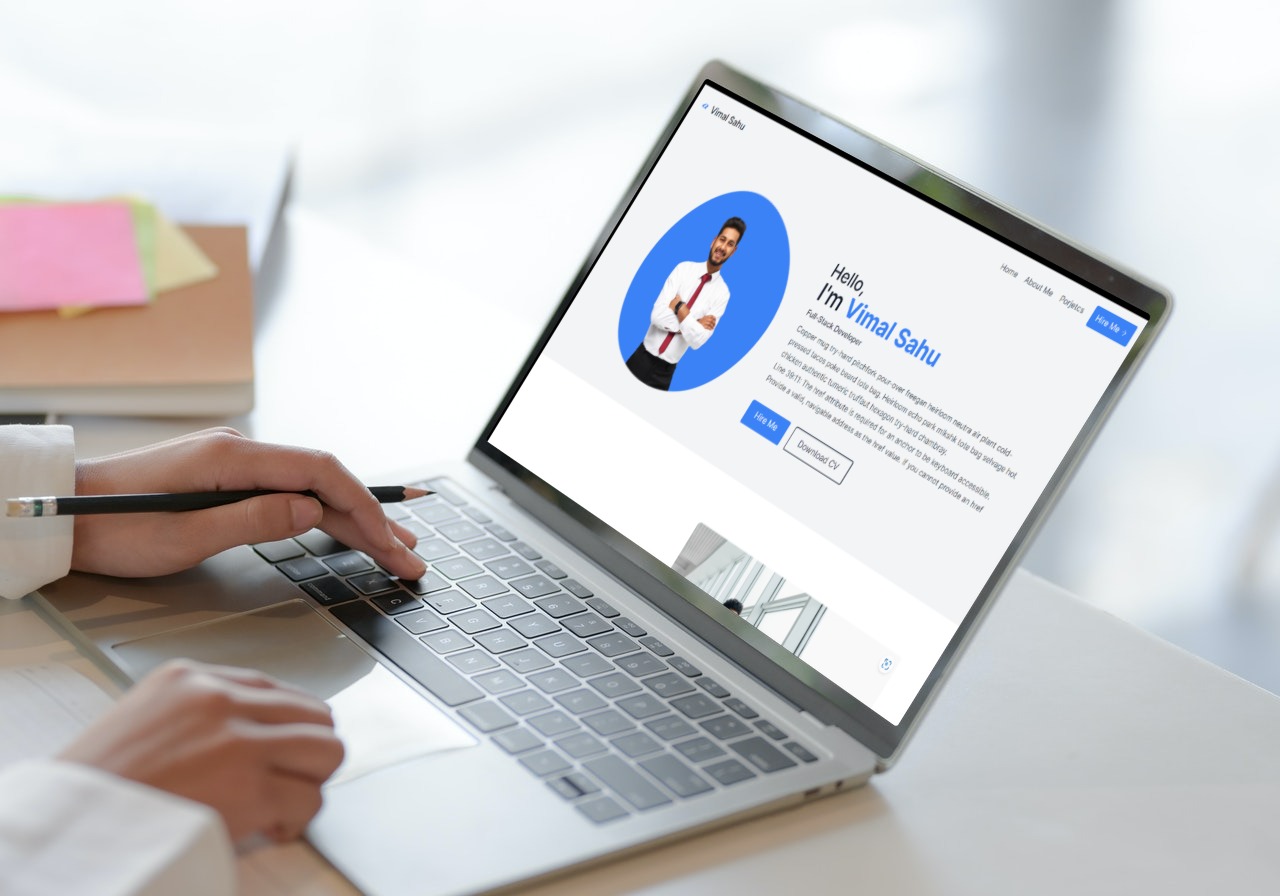 Vimal Sahu
Home About Me Porjetcs Hire Me →
Hello,
I'm Vimal Sahu
Full-Stack Developer
Copper mug try-hard pitchfork pour-over freegan heirloom neutra air plant cold-
pressed tacos poke beard tote bag. Heirloom echo park mlkshk tote bag selvage hot
chicken authentic tumeric truffaut hexagon try-hard chambray.
Line 39:11: The href attribute is required for an anchor to be keyboard accessible.
Provide a valid, navigable address as the href value. If you cannot provide an href
Hire Me
Download CV